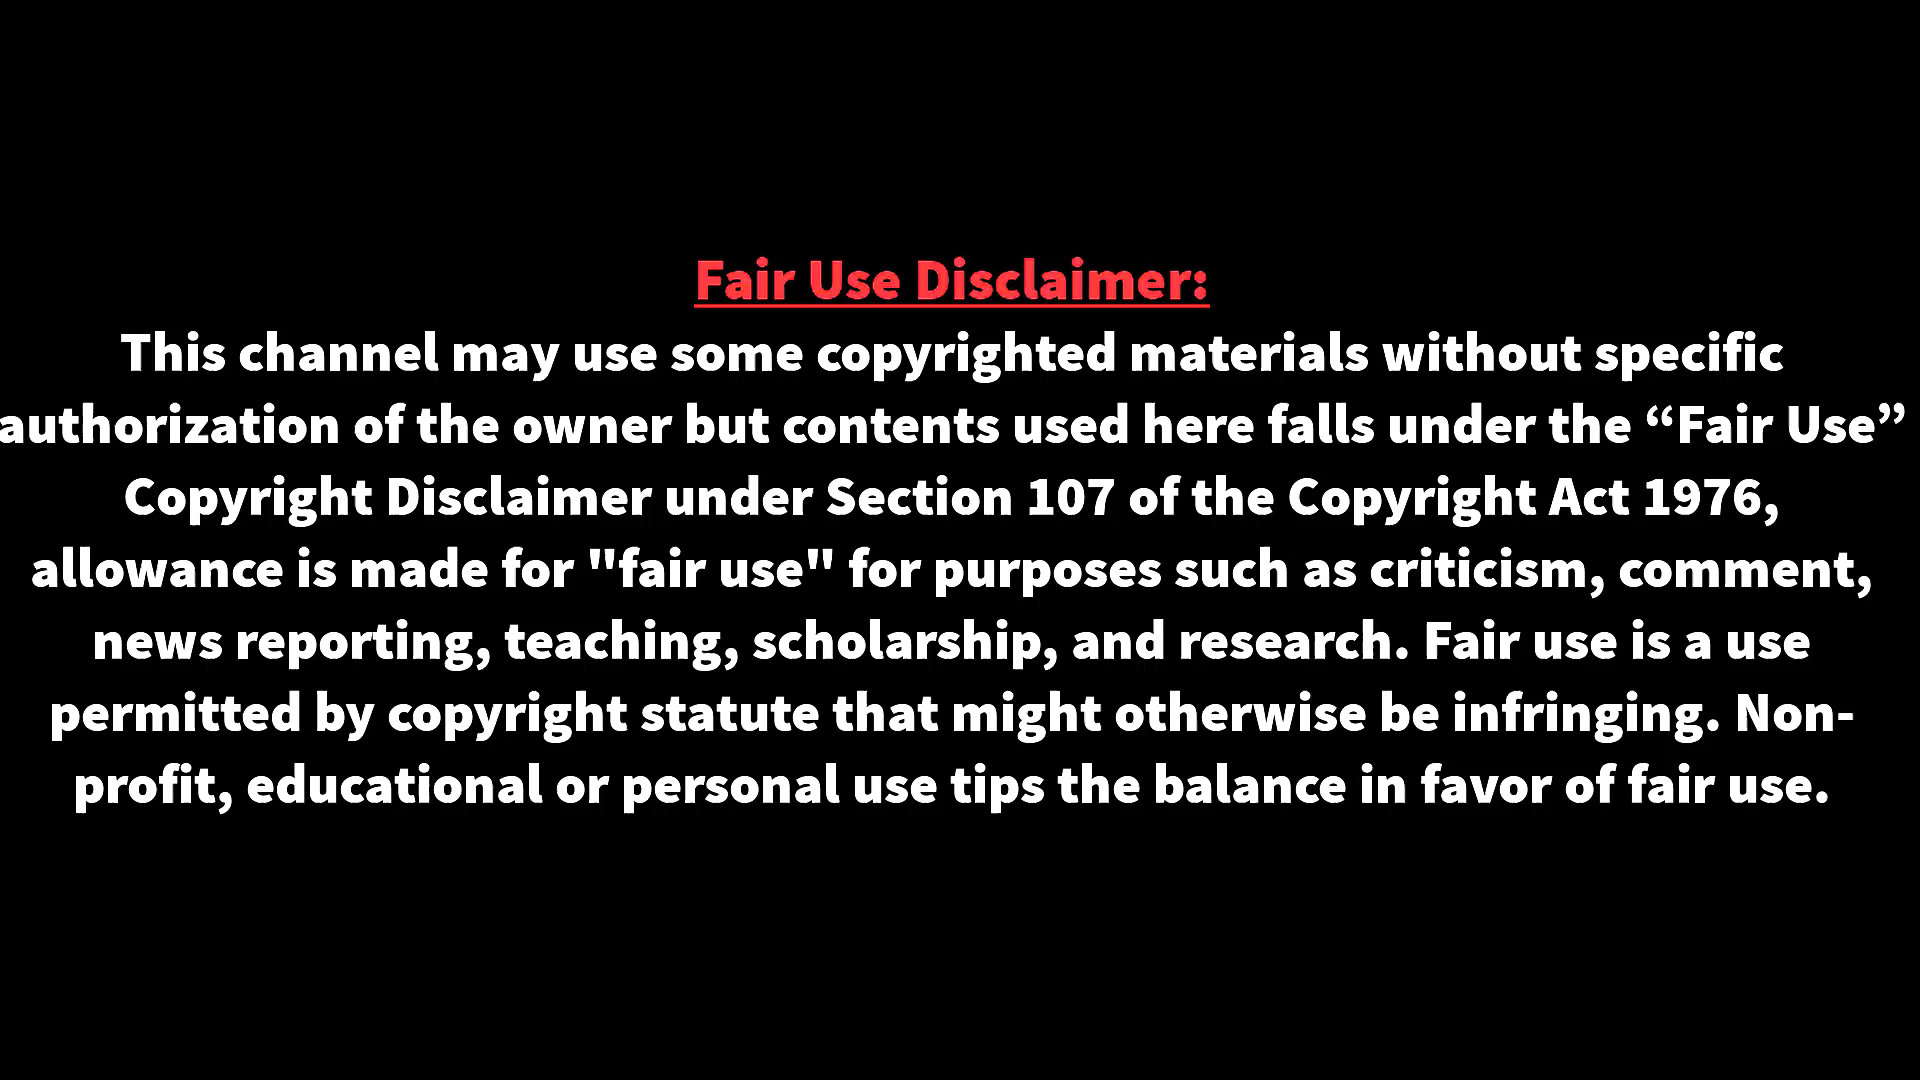 Fair Use Disclaimer:
This channel may use some copyrighted materials without specific
authorization of the owner but contents used here falls under the “Fair Use”
Copyright Disclaimer under Section 107 of the Copyright Act 1976,
allowance is made for "fair use" for purposes such as criticism, comment,
news reporting, teaching, scholarship, and research. Fair use is a use
permitted by copyright statute that might otherwise be infringing. Non-
profit, educational or personal use tips the balance in favor of fair use.